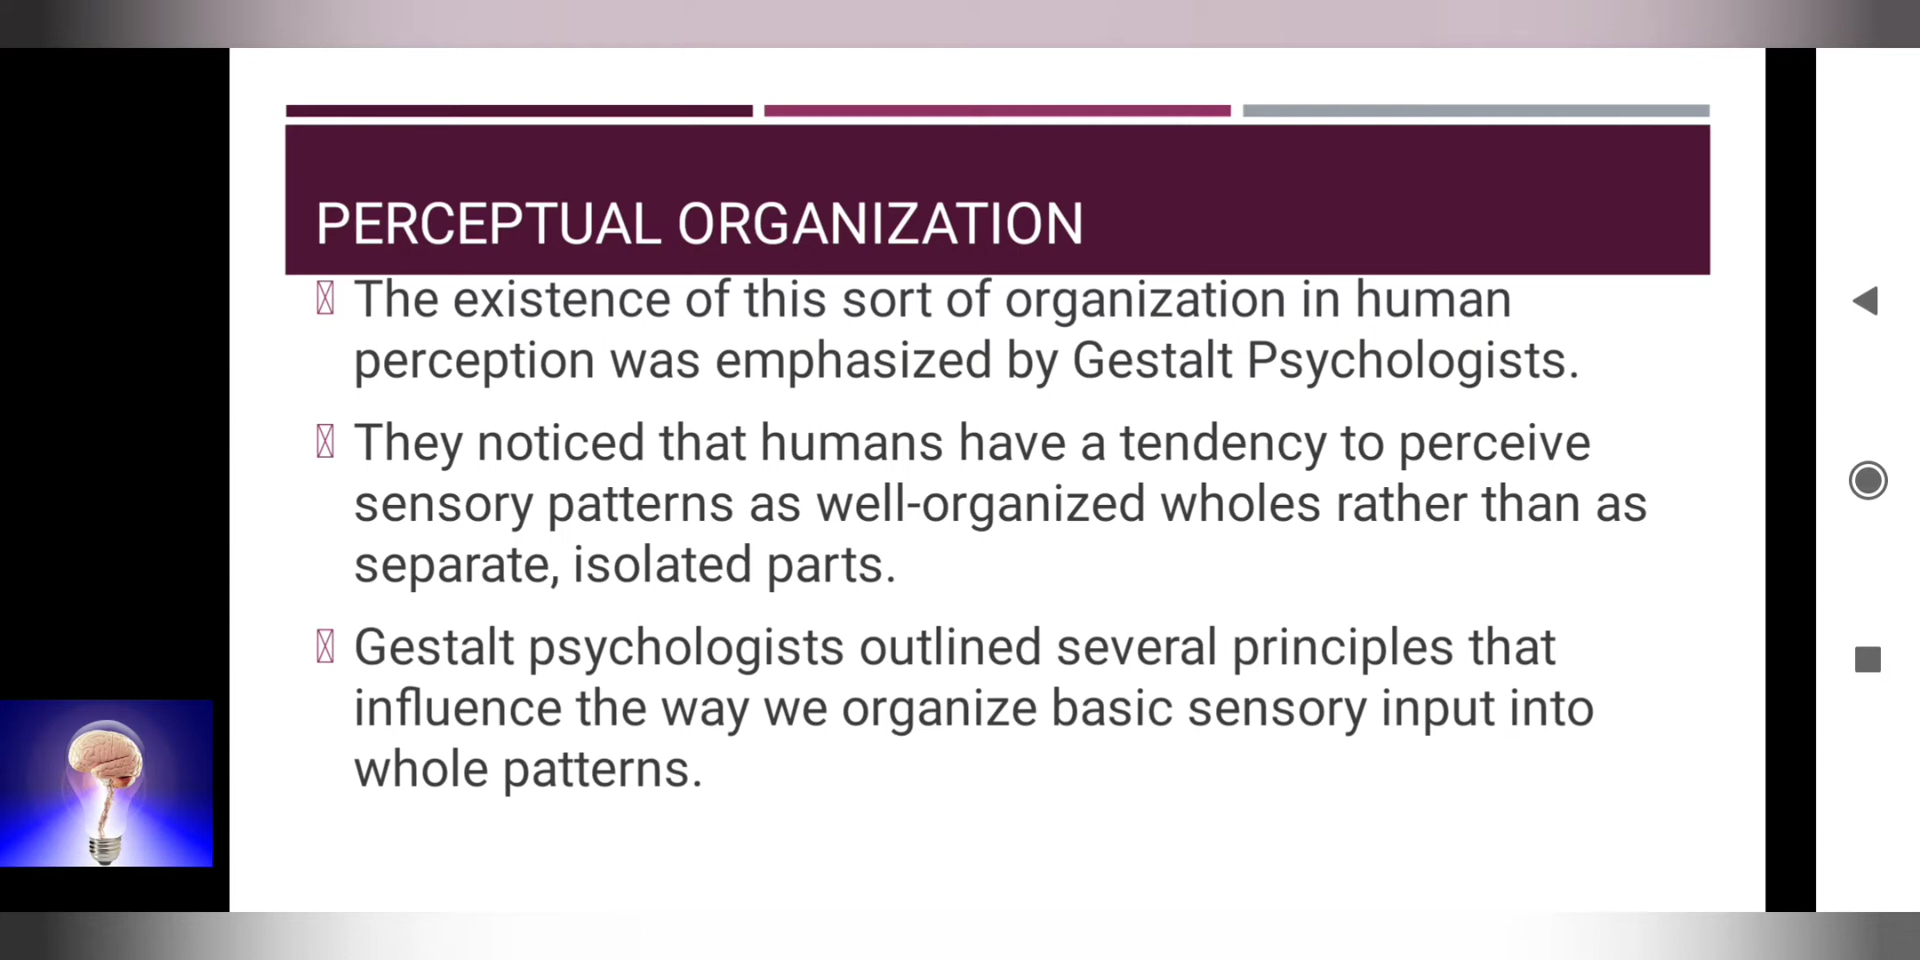 PERCEPTUAL ORGANIZATION
The existence of this sort of organization in human
perception was emphasized by Gestalt Psychologists.
They noticed that humans have a tendency to perceive
sensory patterns as well-organized wholes rather than as
separate, isolated parts.
Gestalt psychologists outlined several principles that
influence the way we organize basic sensory input into
whole patterns.